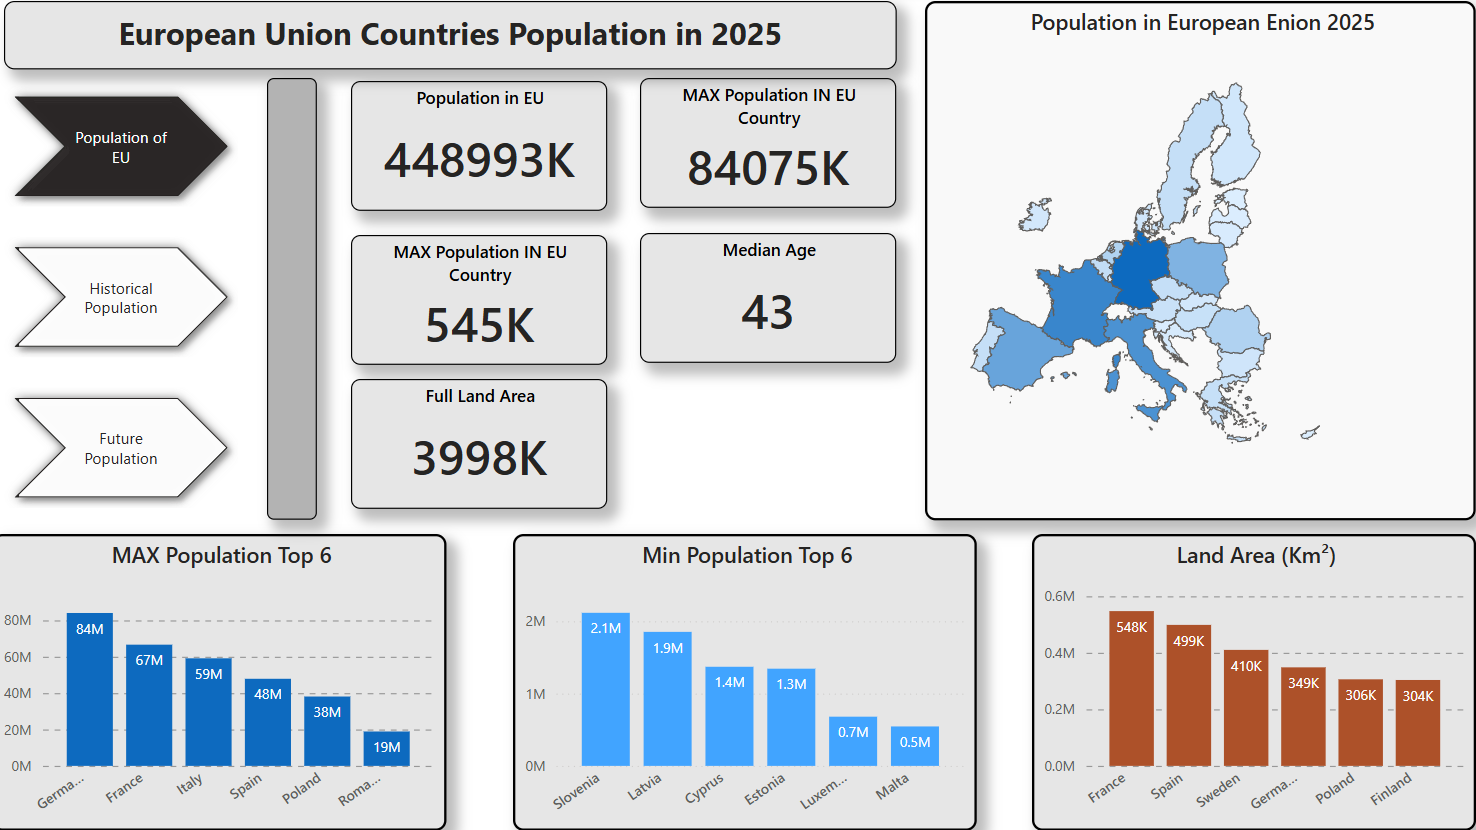 European Union Countries Population in 2025
Population of
EU
Historical
Population
Future
Population
Population in EU
448993K
MAX Population IN EU
Country
84075K
MAX Population IN EU
Country
545K
Median Age
43
Full Land Area
3998K
Population in European Enion 2025
MAX Population Top 6
80M
60M
40M
20M
0M
84M
67M
59M
48M
38M
19M
Germa...
France
Italy
Spain
Poland
Roma...
Min Population Top 6
2M
1M
0M
2.1M
1.9M
1.4M
1.3M
0.7M
0.5M
Slovenia
Latvia
Cyprus
Estonia
Luxem...
Malta
Land Area (Km²)
0.6M
0.4M
0.2M
0.0M
548K
499K
410K
349K
306K
304K
France
Spain
Sweden
Germa...
Poland
Finland